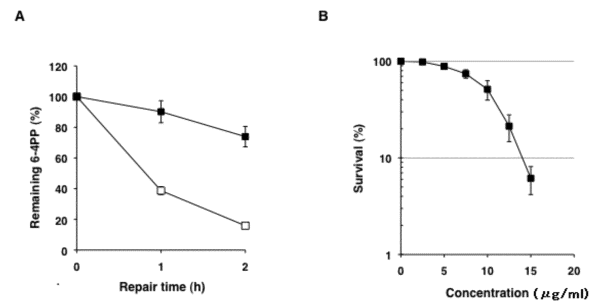 A
120
100
80
60
40
20
0
Remaining 6-4PP (%)
0 1 2
Repair time (h)
B
100
10
1
Survival (%)
0 5 10 15 20
Concentration (μg/ml)